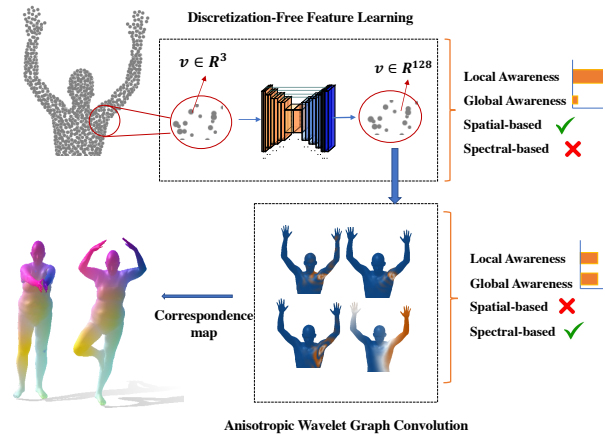 Discretization-Free Feature Learning
v ∈ R³
v ∈ R¹²⁸
Local Awareness
Global Awareness
Spatial-based
Spectral-based
Correspondence
map
Local Awareness
Global Awareness
Spatial-based
Spectral-based
Anisotropic Wavelet Graph Convolution